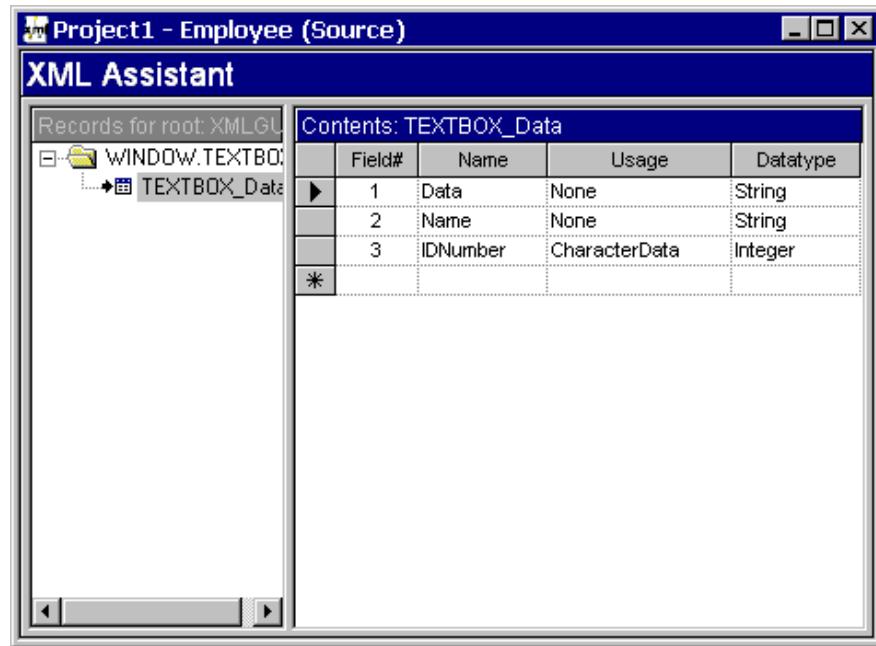 Project1 - Employee (Source)
XML Assistant
Records for root: XMLGU
WINDOW.TEXTBO
TEXTBOX_Data
Contents: TEXTBOX_Data
Field# Name Usage Datatype
1 Data None String
2 Name None String
3 IDNumber CharacterData Integer